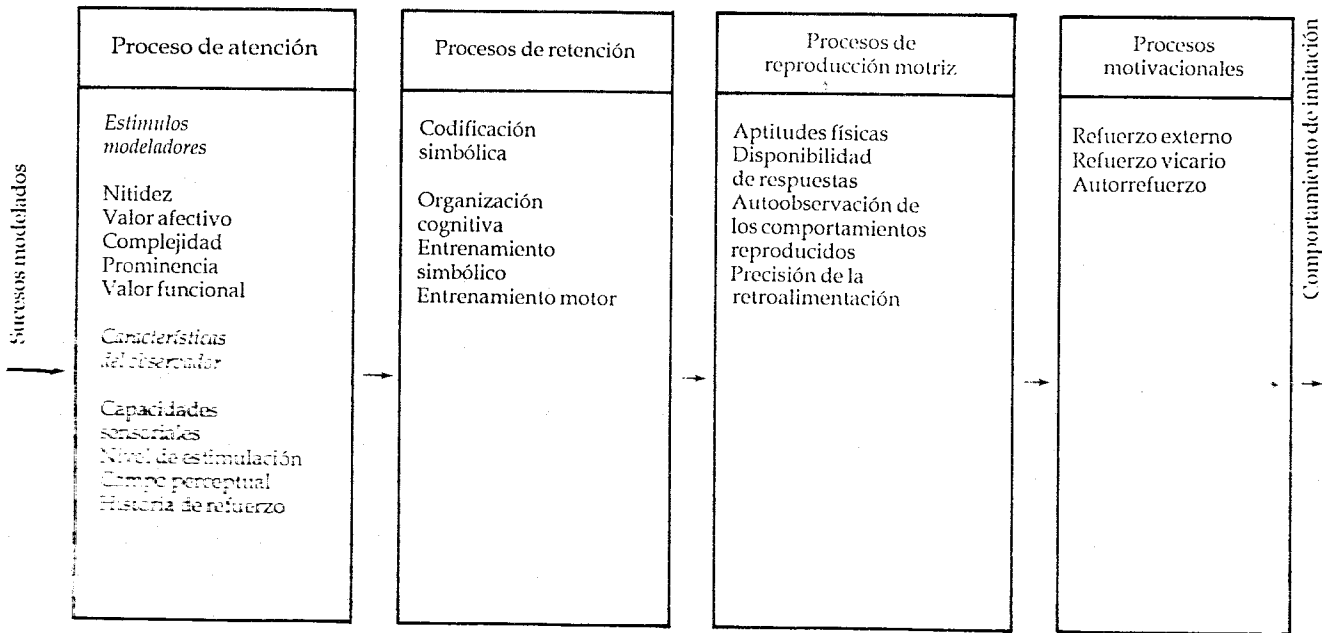 Sucesos modelados
Proceso de atención
Estímulos
modeladores
Nitidez
Valor afectivo
Complejidad
Prominencia
Valor funcional
Características
del observador
Capacidades
sensoriales
Nivel de estimulación
Campo perceptual
Historia de refuerzo
Procesos de retención
Codificación
simbólica
Organización
cognitiva
Entrenamiento
simbólico
Entrenamiento motor
Procesos de
reproducción motriz
Aptitudes físicas
Disponibilidad
de respuestas
Autoobservación de
los comportamientos
reproducidos
Precisión de la
retroalimentación
Procesos
motivacionales
Refuerzo externo
Refuerzo vicario
Autorrefuerzo
Comportamiento de imitación